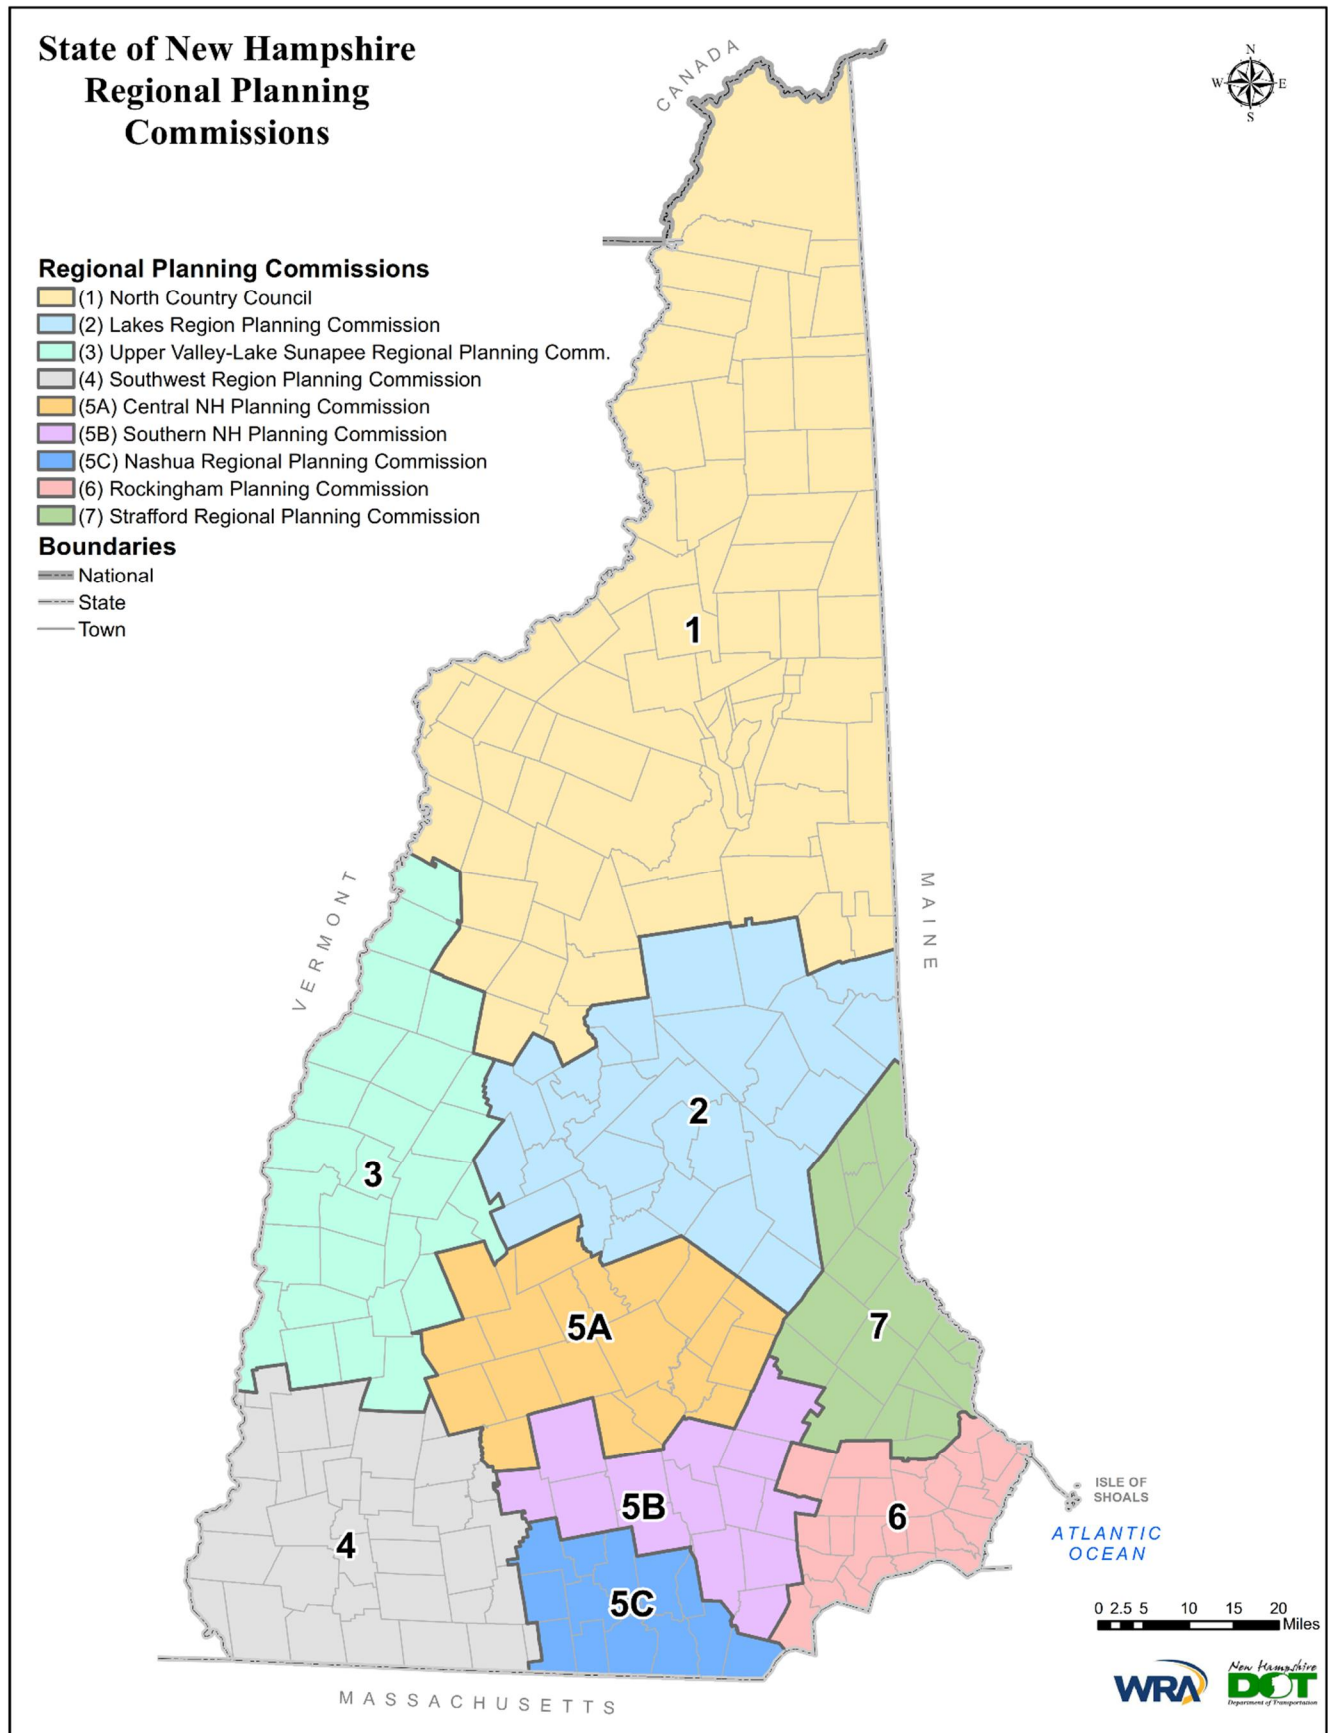 State of New Hampshire
Regional Planning
Commissions
CANADA
N
W E
S
Regional Planning Commissions
(1) North Country Council
(2) Lakes Region Planning Commission
(3) Upper Valley-Lake Sunapee Regional Planning Comm.
(4) Southwest Region Planning Commission
(5A) Central NH Planning Commission
(5B) Southern NH Planning Commission
(5C) Nashua Regional Planning Commission
(6) Rockingham Planning Commission
(7) Strafford Regional Planning Commission
Boundaries
National
State
Town
1
VERMONT
MAINE
2
3
5A
7
4
5B
6
5C
ISLE OF
SHOALS
ATLANTIC
OCEAN
0 2.5 5 10 15 20
Miles
WRA
New Hampshire
DOT
Department of Transportation
MASSACHUSETTS